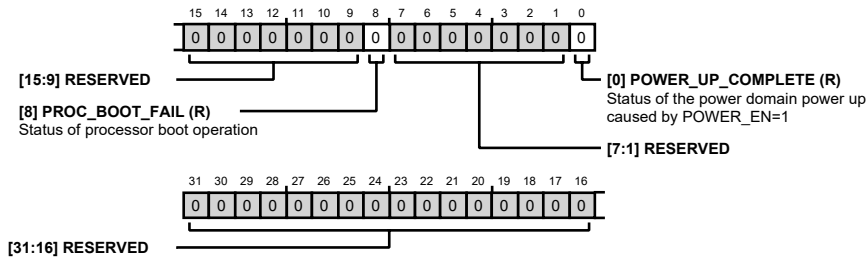 15 14 13 12 11 10 9 8 7 6 5 4 3 2 1 0
0 0 0 0 0 0 0 0 0 0 0 0 0 0 0 0
[15:9] RESERVED
[0] POWER_UP_COMPLETE (R)
Status of the power domain power up
caused by POWER_EN=1
[8] PROC_BOOT_FAIL (R)
Status of processor boot operation
[7:1] RESERVED
31 30 29 28 27 26 25 24 23 22 21 20 19 18 17 16
0 0 0 0 0 0 0 0 0 0 0 0 0 0 0 0
[31:16] RESERVED